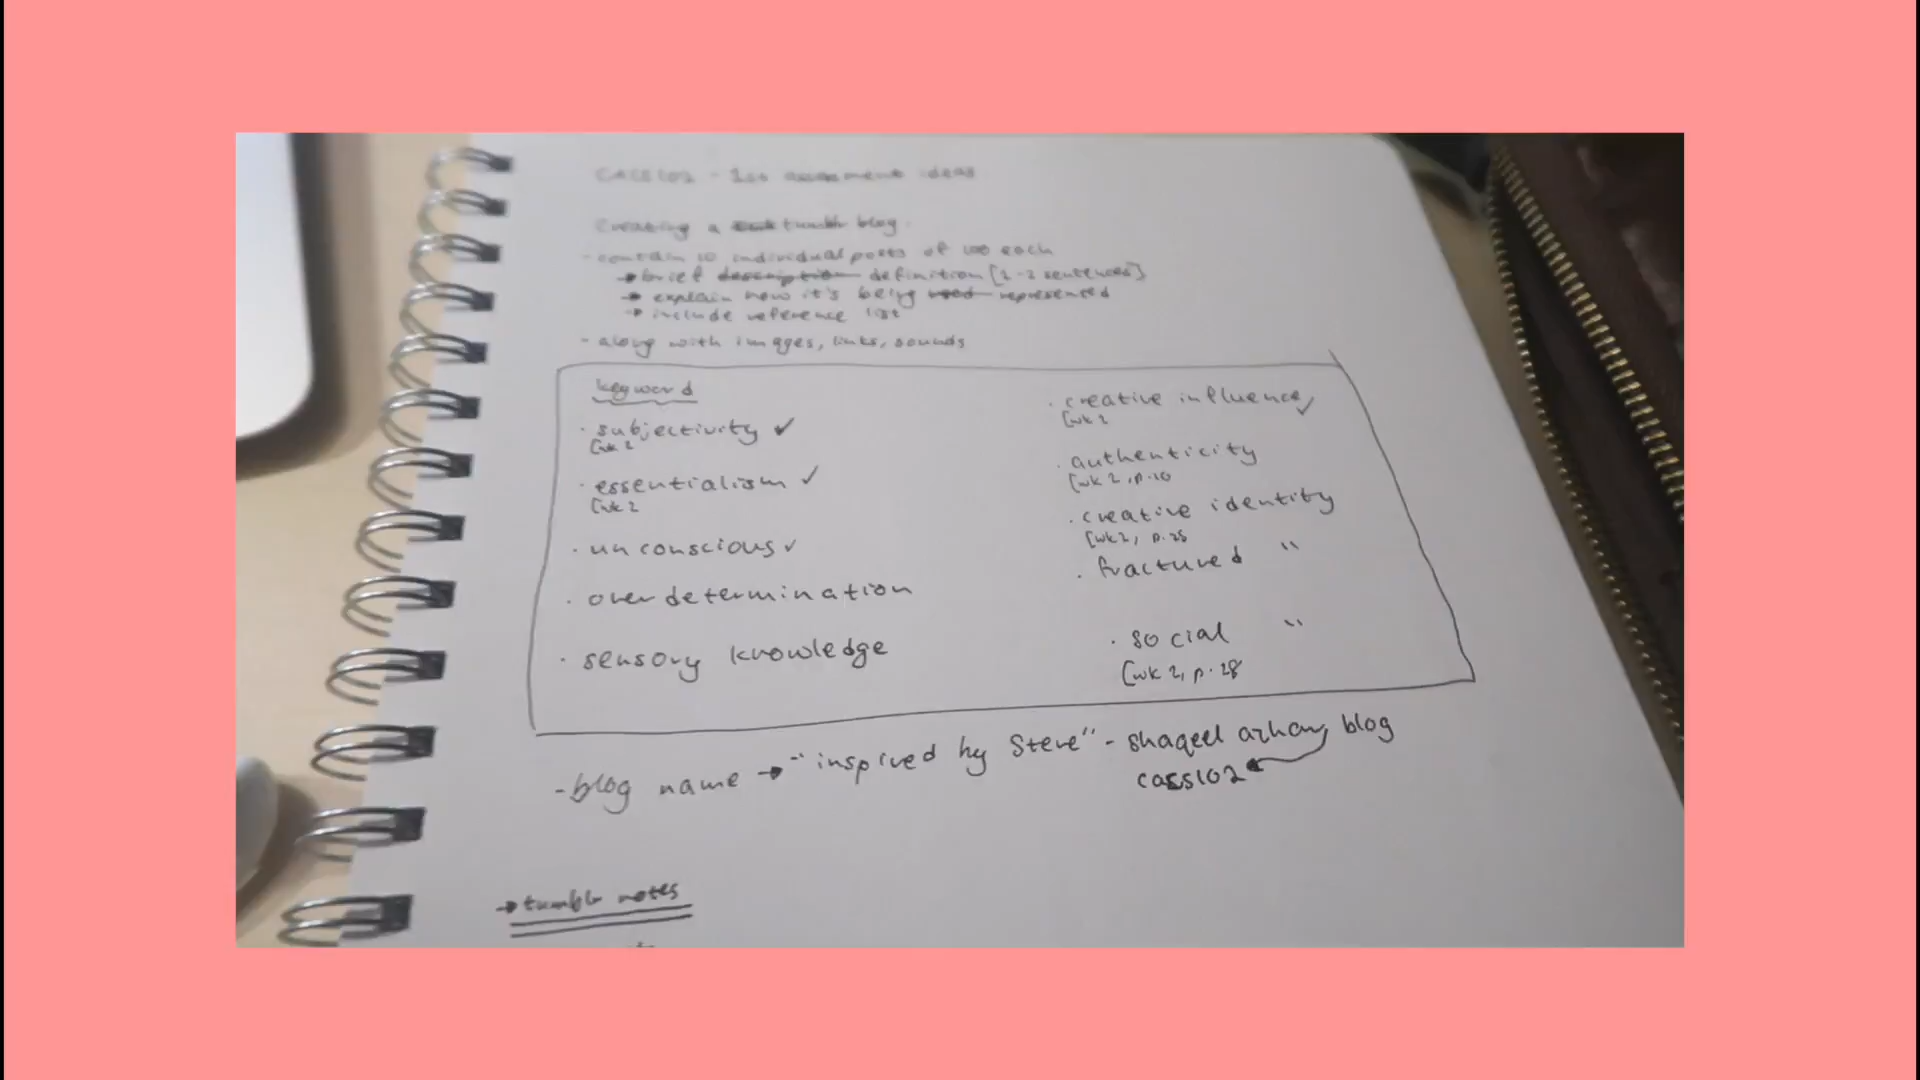 CASS102 - 1st assessment ideas
Creating a tumblr blog
- contain 10 individual posts of 100 each
→ brief description definition [1-2 sentences]
→ explain how it's being used represented
→ include reference list
- along with images, links, sounds
keyword
· subjectivity ✓
[wk 2
· essentialism ✓
[wk 2
· unconscious ✓
· over determination
· sensory knowledge
· creative influence ✓
[wk 2
· authenticity
[wk 2, p.10
· creative identity
[wk 2, p.28
· fractured "
· social "
[wk 2, p.28
- blog name → "inspired by Steve" - shaqeel azhar blog
cass102
→ tumblr notes